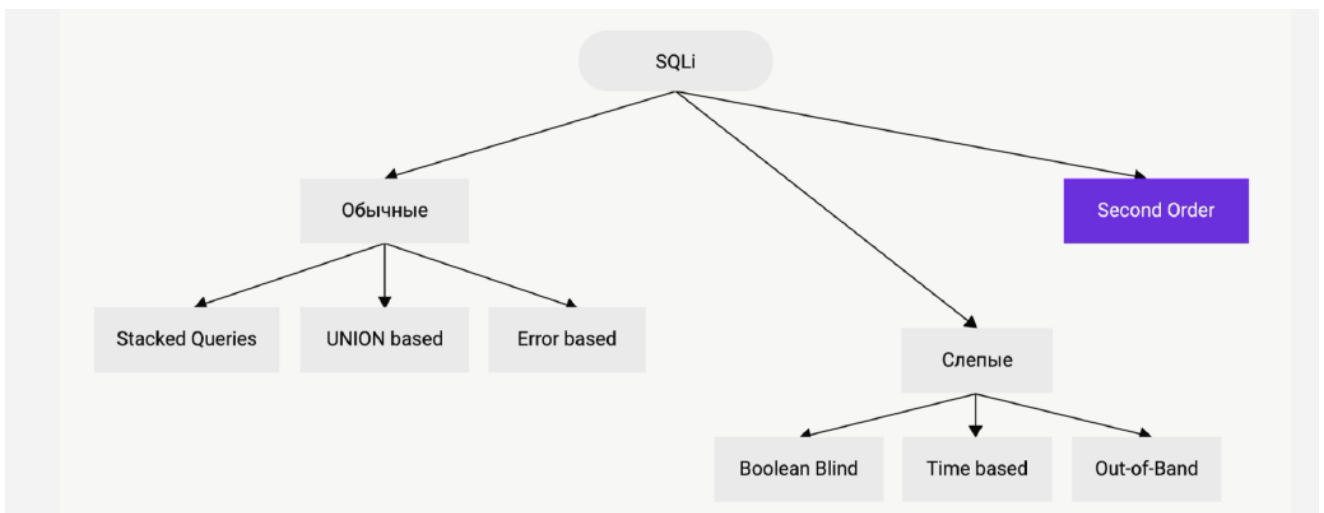 SQLi
Обычные
Second Order
Stacked Queries
UNION based
Error based
Слепые
Boolean Blind
Time based
Out-of-Band